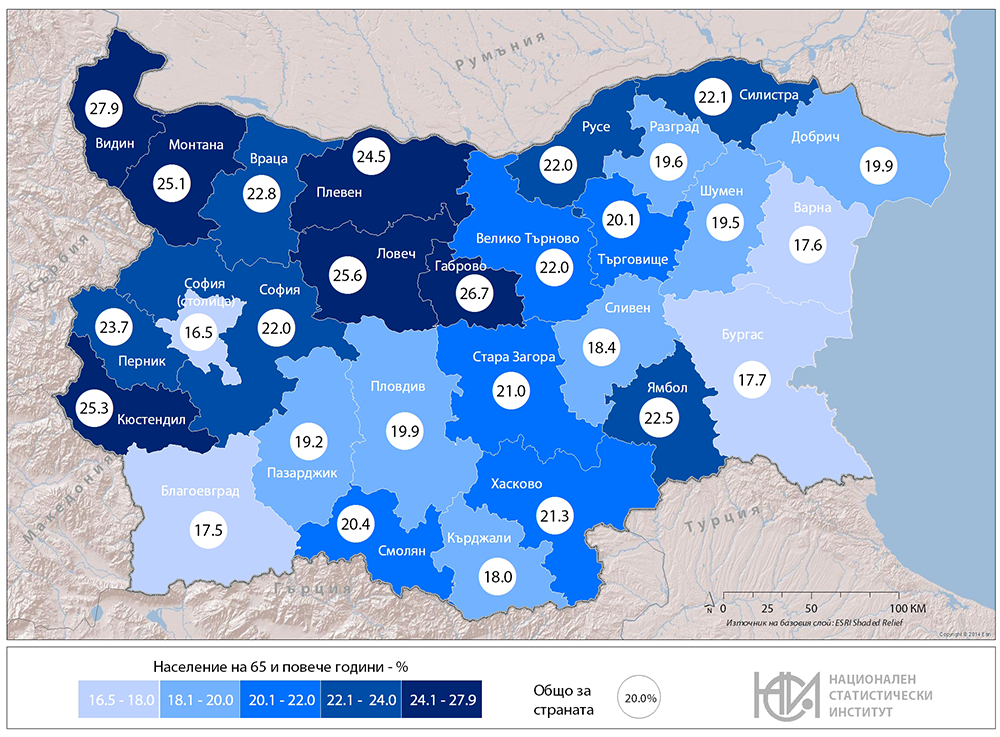 Румъния
27.9
Видин
Монтана
25.1
Враца
22.8
24.5
Плевен
Ловеч
25.6
Габрово
26.7
Велико Търново
22.0
Русе
22.0
22.1
Силистра
Разград
19.6
Добрич
19.9
Шумен
19.5
Варна
17.6
20.1
Търговище
Сърбия
София
(столица)
16.5
София
22.0
23.7
Перник
25.3
Кюстендил
Сливен
18.4
Бургас
17.7
Стара Загора
21.0
Ямбол
22.5
Пловдив
19.9
19.2
Пазарджик
Благоевград
17.5
Македония
Хасково
21.3
20.4
Смолян
Кърджали
18.0
Турция
Гърция
N
0 25 50 100 KM
Източник на базовия слой: ESRI Shaded Relief
Copyright © 2014 Esri
Население на 65 и повече години - %
16.5 - 18.0 18.1 - 20.0 20.1 - 22.0 22.1 - 24.0 24.1 - 27.9
Общо за
страната
20.0%
НСИ
НАЦИОНАЛЕН
СТАТИСТИЧЕСКИ
ИНСТИТУТ